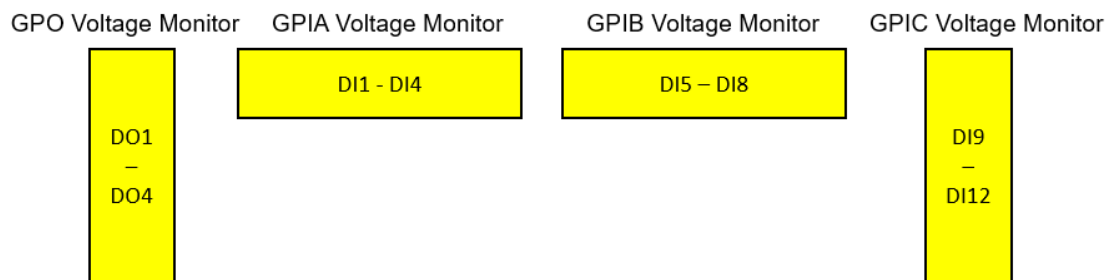 GPO Voltage Monitor
GPIA Voltage Monitor
GPIB Voltage Monitor
GPIC Voltage Monitor
DO1
–
DO4
DI1 - DI4
DI5 – DI8
DI9
–
DI12